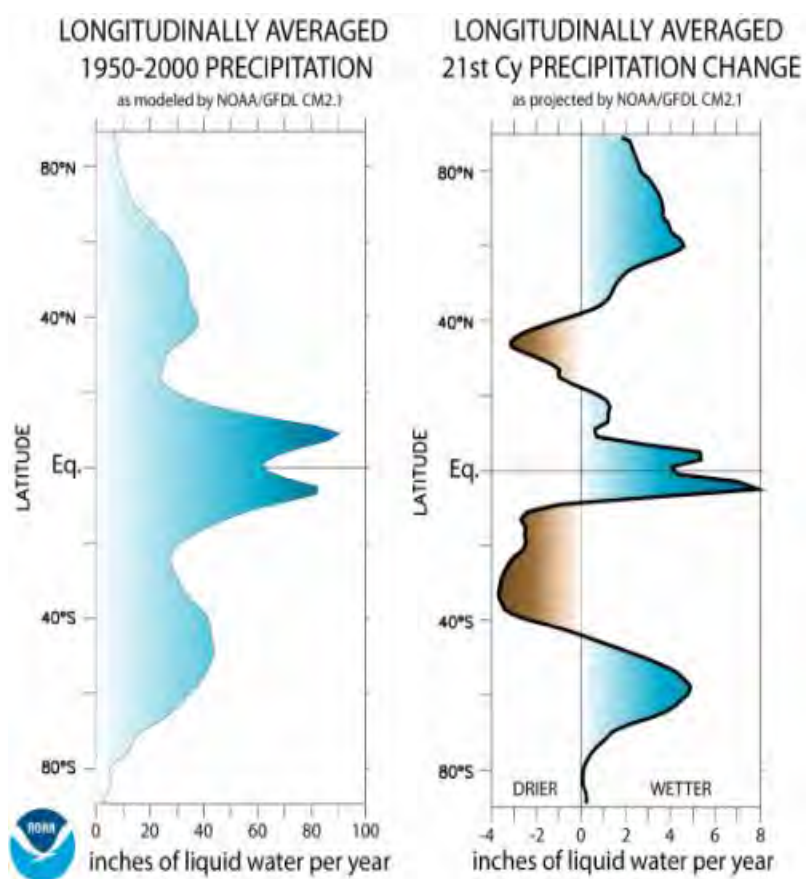 LONGITUDINALLY AVERAGED
1950-2000 PRECIPITATION
as modeled by NOAA/GFDL CM2.1
80°N
40°N
Eq.
40°S
80°S
LATITUDE
0 20 40 60 80 100
inches of liquid water per year
NOAA
LONGITUDINALLY AVERAGED
21st Cy PRECIPITATION CHANGE
as projected by NOAA/GFDL CM2.1
80°N
40°N
Eq.
40°S
80°S
LATITUDE
DRIER WETTER
-4 -2 0 2 4 6 8
inches of liquid water per year